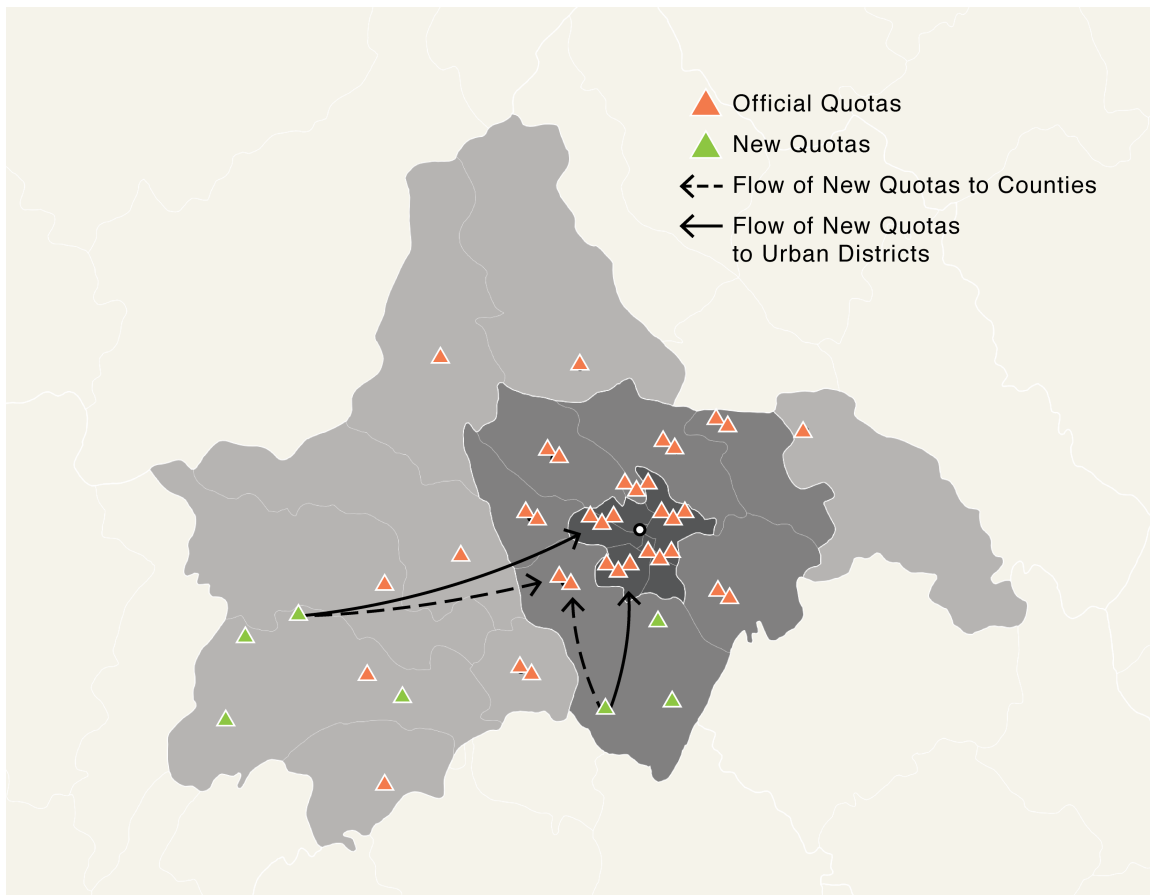 Official Quotas
New Quotas
Flow of New Quotas to Counties
Flow of New Quotas
to Urban Districts